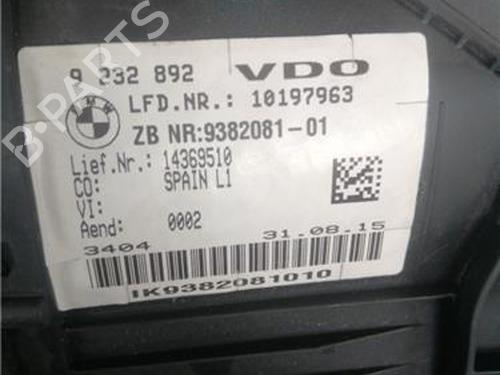 9 232 892 VDO
BMW
LFD.NR.: 10197963
ZB NR:9382081-01
Lief.Nr.: 14369510
CO: SPAIN L1
VI:
Aend: 0002
3404 31.08.15
IK9382081010